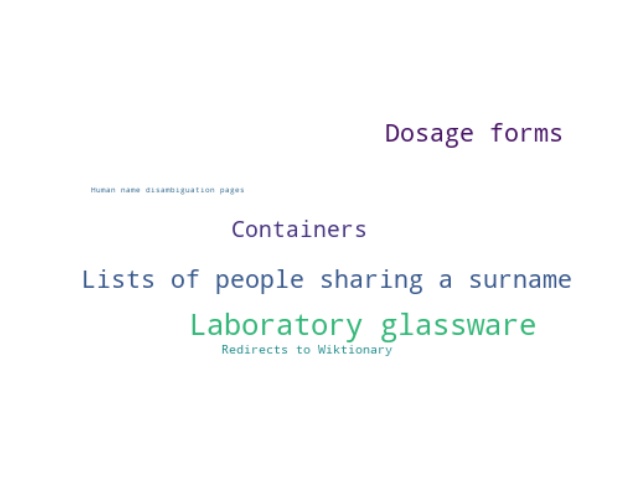 Dosage forms
Human name disambiguation pages
Containers
Lists of people sharing a surname
Laboratory glassware
Redirects to Wiktionary